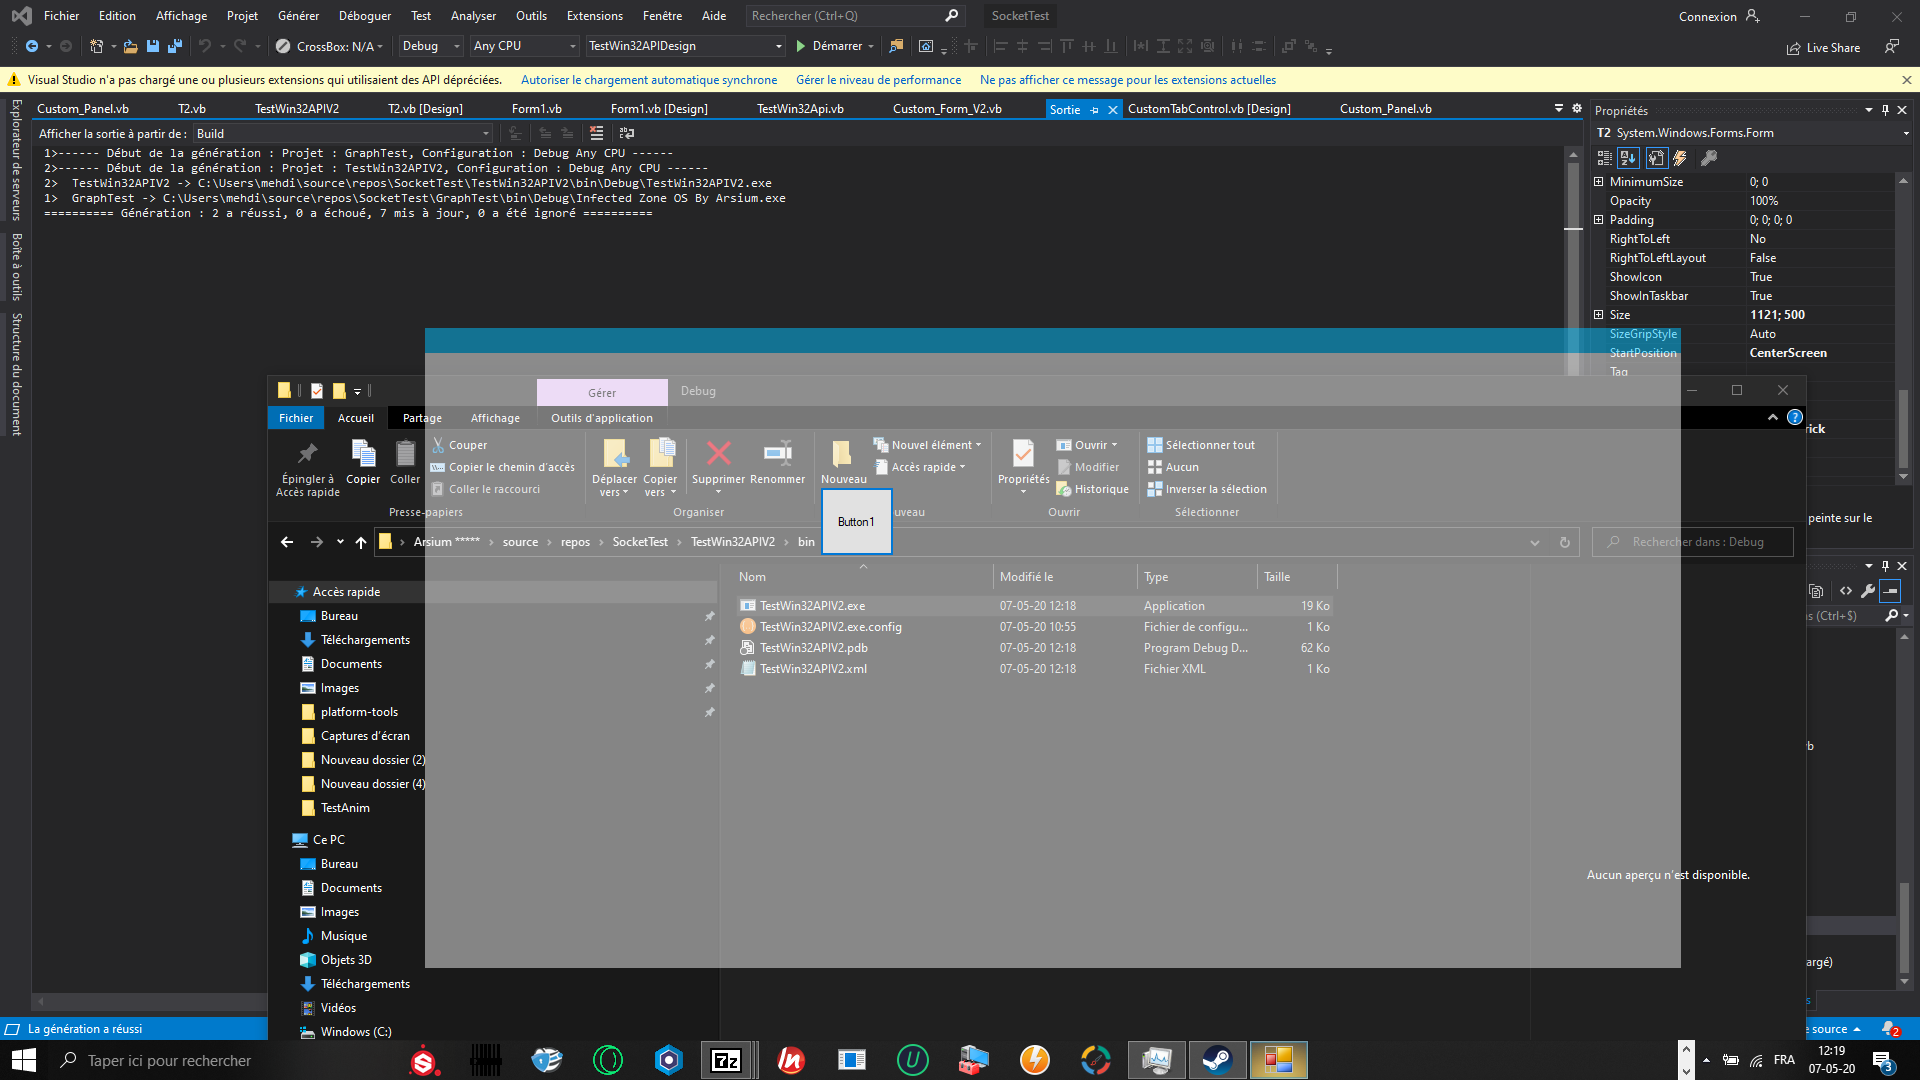 Fichier Edition Affichage Projet Générer Déboguer Test Analyser Outils Extensions Fenêtre Aide Rechercher (Ctrl+Q) SocketTest Connexion
CrossBox: N/A Debug Any CPU TestWin32APIDesign Démarrer Live Share
Visual Studio n'a pas chargé une ou plusieurs extensions qui utilisaient des API dépréciées. Autoriser le chargement automatique synchrone Gérer le niveau de performance Ne pas afficher ce message pour les extensions actuelles
Custom_Panel.vb T2.vb TestWin32APIV2 T2.vb [Design] Form1.vb Form1.vb [Design] TestWin32Api.vb Custom_Form_V2.vb Sortie CustomTabControl.vb [Design] Custom_Panel.vb
Explorateur de serveurs
Boîte à outils
Structure du document
Afficher la sortie à partir de : Build
1>------ Début de la génération : Projet : GraphTest, Configuration : Debug Any CPU ------
2>------ Début de la génération : Projet : TestWin32APIV2, Configuration : Debug Any CPU ------
2> TestWin32APIV2 -> C:\Users\mehdi\source\repos\SocketTest\TestWin32APIV2\bin\Debug\TestWin32APIV2.exe
1> GraphTest -> C:\Users\mehdi\source\repos\SocketTest\GraphTest\bin\Debug\Infected Zone OS By Arsium.exe
========== Génération : 2 a réussi, 0 a échoué, 7 mis à jour, 0 a été ignoré ==========
Propriétés
T2 System.Windows.Forms.Form
MinimumSize 0; 0
Opacity 100%
Padding 0; 0; 0; 0
RightToLeft No
RightToLeftLayout False
ShowIcon True
ShowInTaskbar True
Size 1121; 500
SizeGripStyle Auto
StartPosition CenterScreen
Tag
rick
peinte sur le
(Ctrl+$)
rb
argé)
s
Gérer Debug
Fichier Accueil Partage Affichage Outils d'application
Épingler à Accès rapide
Copier
Coller
Couper
Copier le chemin d'accès
Coller le raccourci
Presse-papiers
Déplacer vers
Copier vers
Supprimer
Renommer
Organiser
Nouveau
Nouvel élément
Accès rapide
uveau
Propriétés
Ouvrir
Modifier
Historique
Ouvrir
Sélectionner tout
Aucun
Inverser la sélection
Sélectionner
Button1
Arsium ***** > source > repos > SocketTest > TestWin32APIV2 > bin
Rechercher dans : Debug
Nom Modifié le Type Taille
TestWin32APIV2.exe 07-05-20 12:18 Application 19 Ko
TestWin32APIV2.exe.config 07-05-20 10:55 Fichier de configu... 1 Ko
TestWin32APIV2.pdb 07-05-20 12:18 Program Debug D... 62 Ko
TestWin32APIV2.xml 07-05-20 12:18 Fichier XML 1 Ko
Accès rapide
Bureau
Téléchargements
Documents
Images
platform-tools
Captures d'écran
Nouveau dossier (2)
Nouveau dossier (4)
TestAnim
Ce PC
Bureau
Documents
Images
Musique
Objets 3D
Téléchargements
Vidéos
Windows (C:)
Aucun aperçu n'est disponible.
La génération a réussi
e source 2
Taper ici pour rechercher
7z
FRA
12:19
07-05-20
3